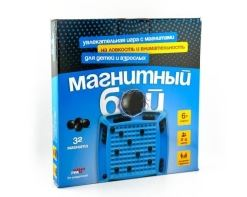 УВЛЕКАТЕЛЬНАЯ ИГРА С МАГНИТАМИ
НА ЛОВКОСТЬ И ВНИМАТЕЛЬНОСТЬ
ДЛЯ ДЕТЕЙ И ВЗРОСЛЫХ
МАГНИТНЫЙ
БОЙ
32
МАГНИТА
6+